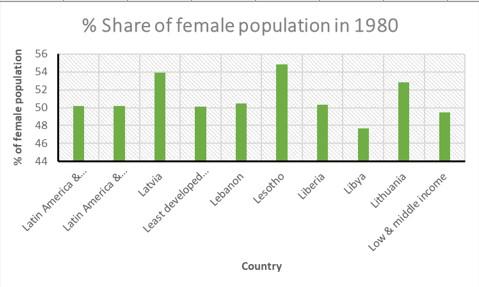 % Share of female population in 1980
% of female population
56
54
52
50
48
46
44
Latin America &...
Latin America &...
Latvia
Least developed...
Lebanon
Lesotho
Liberia
Libya
Lithuania
Low & middle income
Country